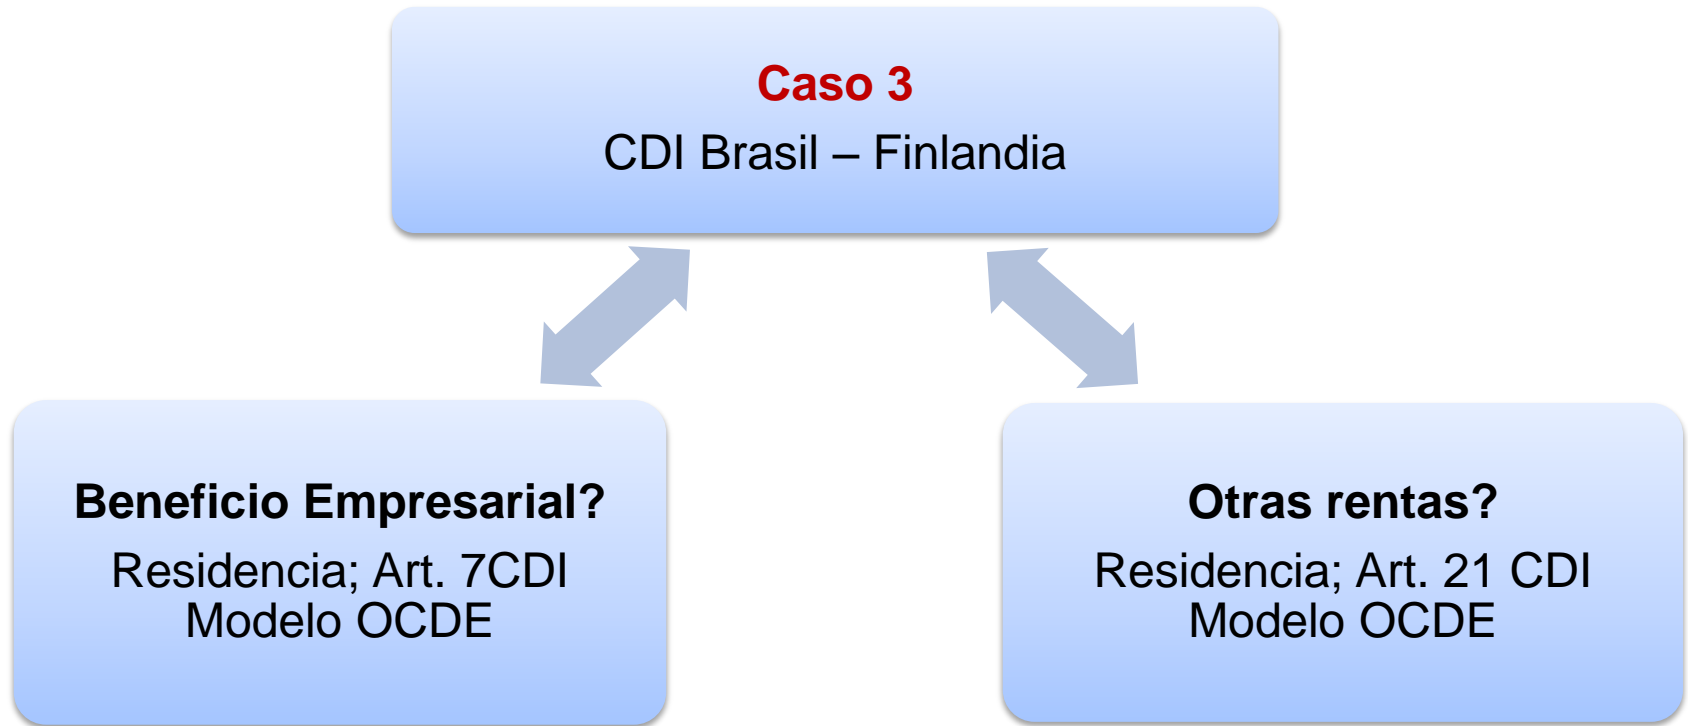 Caso 3
CDI Brasil – Finlandia
Beneficio Empresarial?
Residencia; Art. 7CDI
Modelo OCDE
Otras rentas?
Residencia; Art. 21 CDI
Modelo OCDE